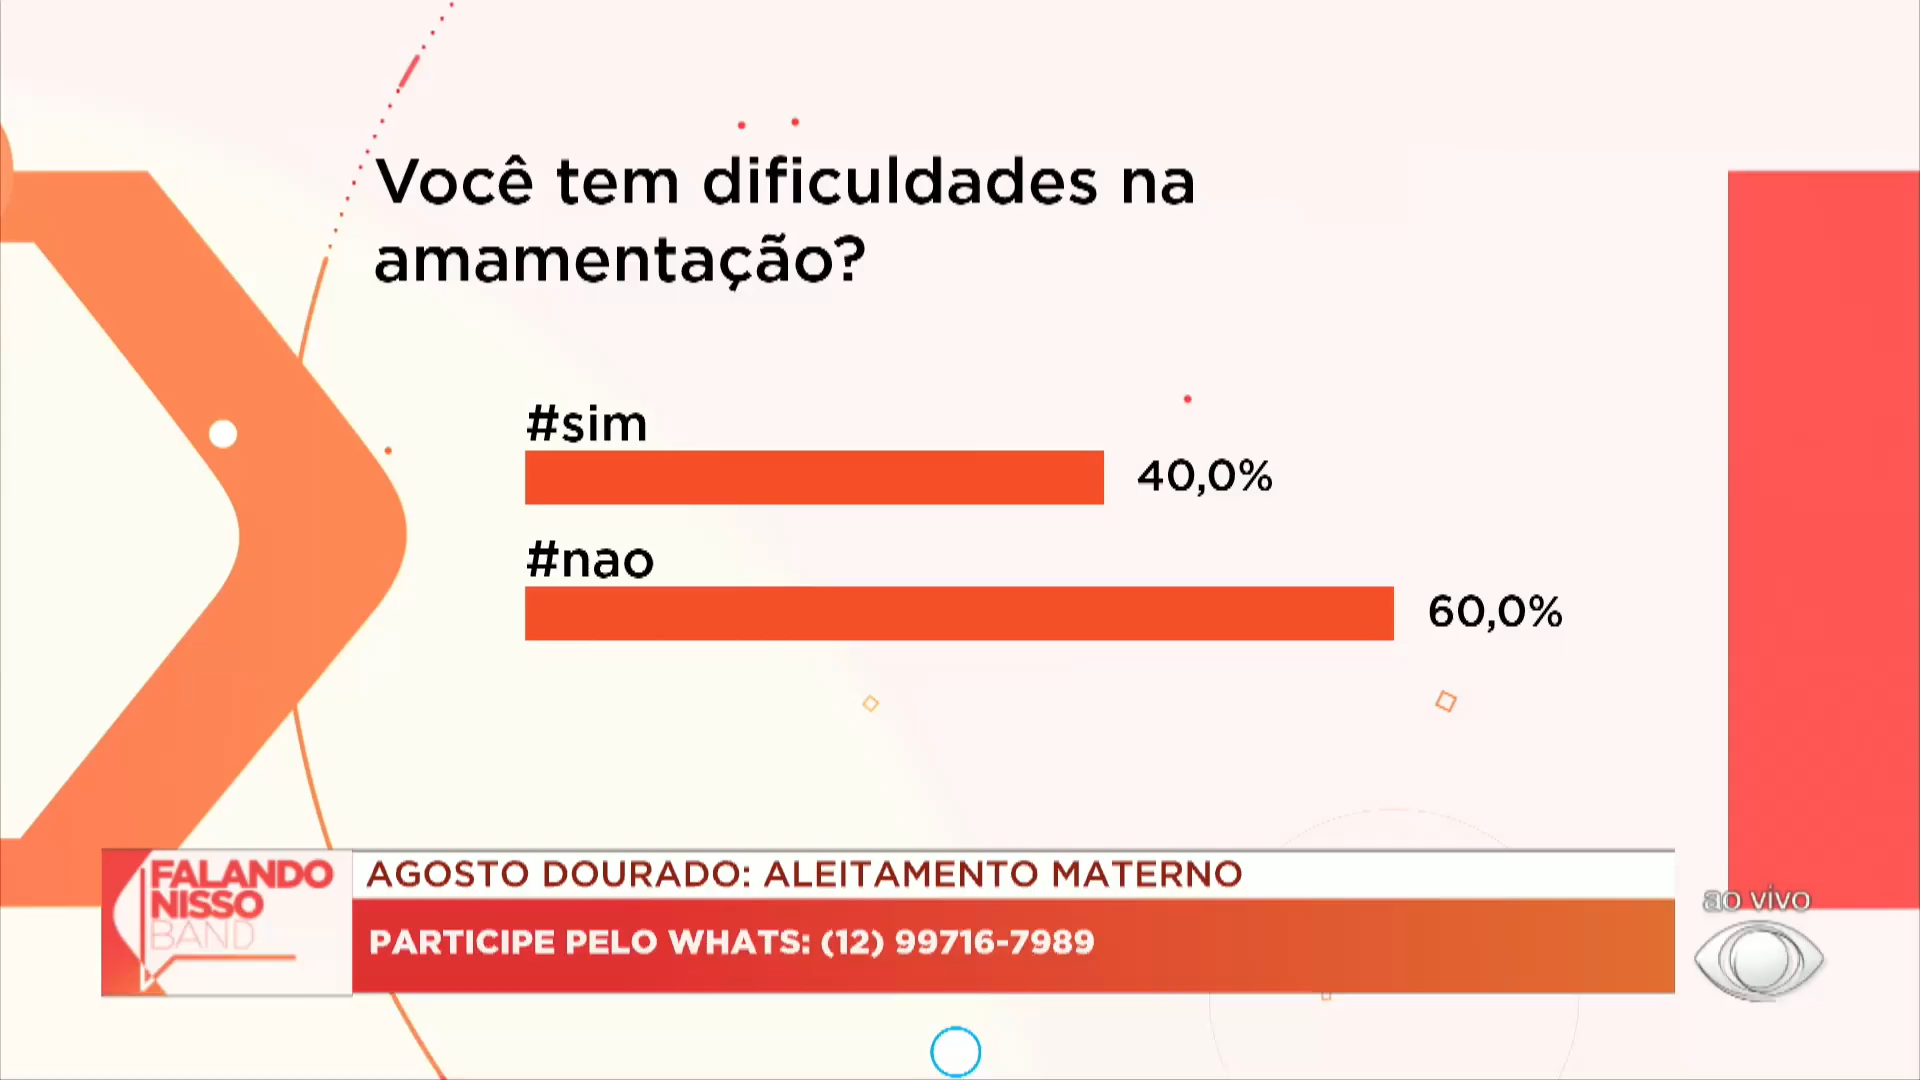 Você tem dificuldades na
amamentação?
#sim
40,0%
#nao
60,0%
FALANDO
NISSO
BAND
AGOSTO DOURADO: ALEITAMENTO MATERNO
PARTICIPE PELO WHATS: (12) 99716-7989
ao vivo